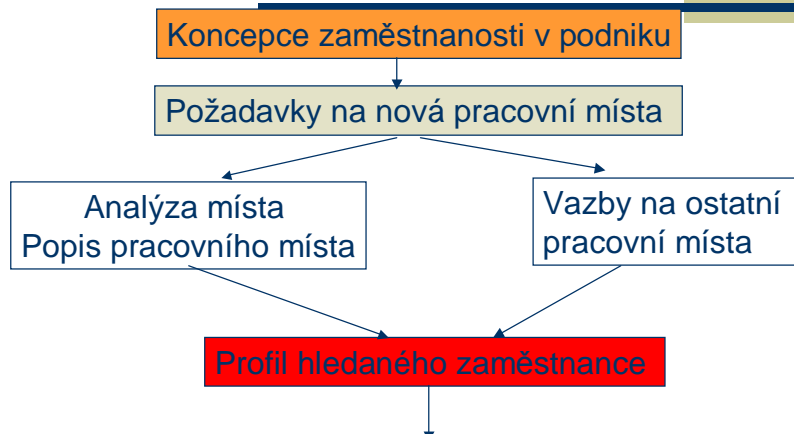 Koncepce zaměstnanosti v podniku
Požadavky na nová pracovní místa
Analýza místa
Popis pracovního místa
Vazby na ostatní
pracovní místa
Profil hledaného zaměstnance